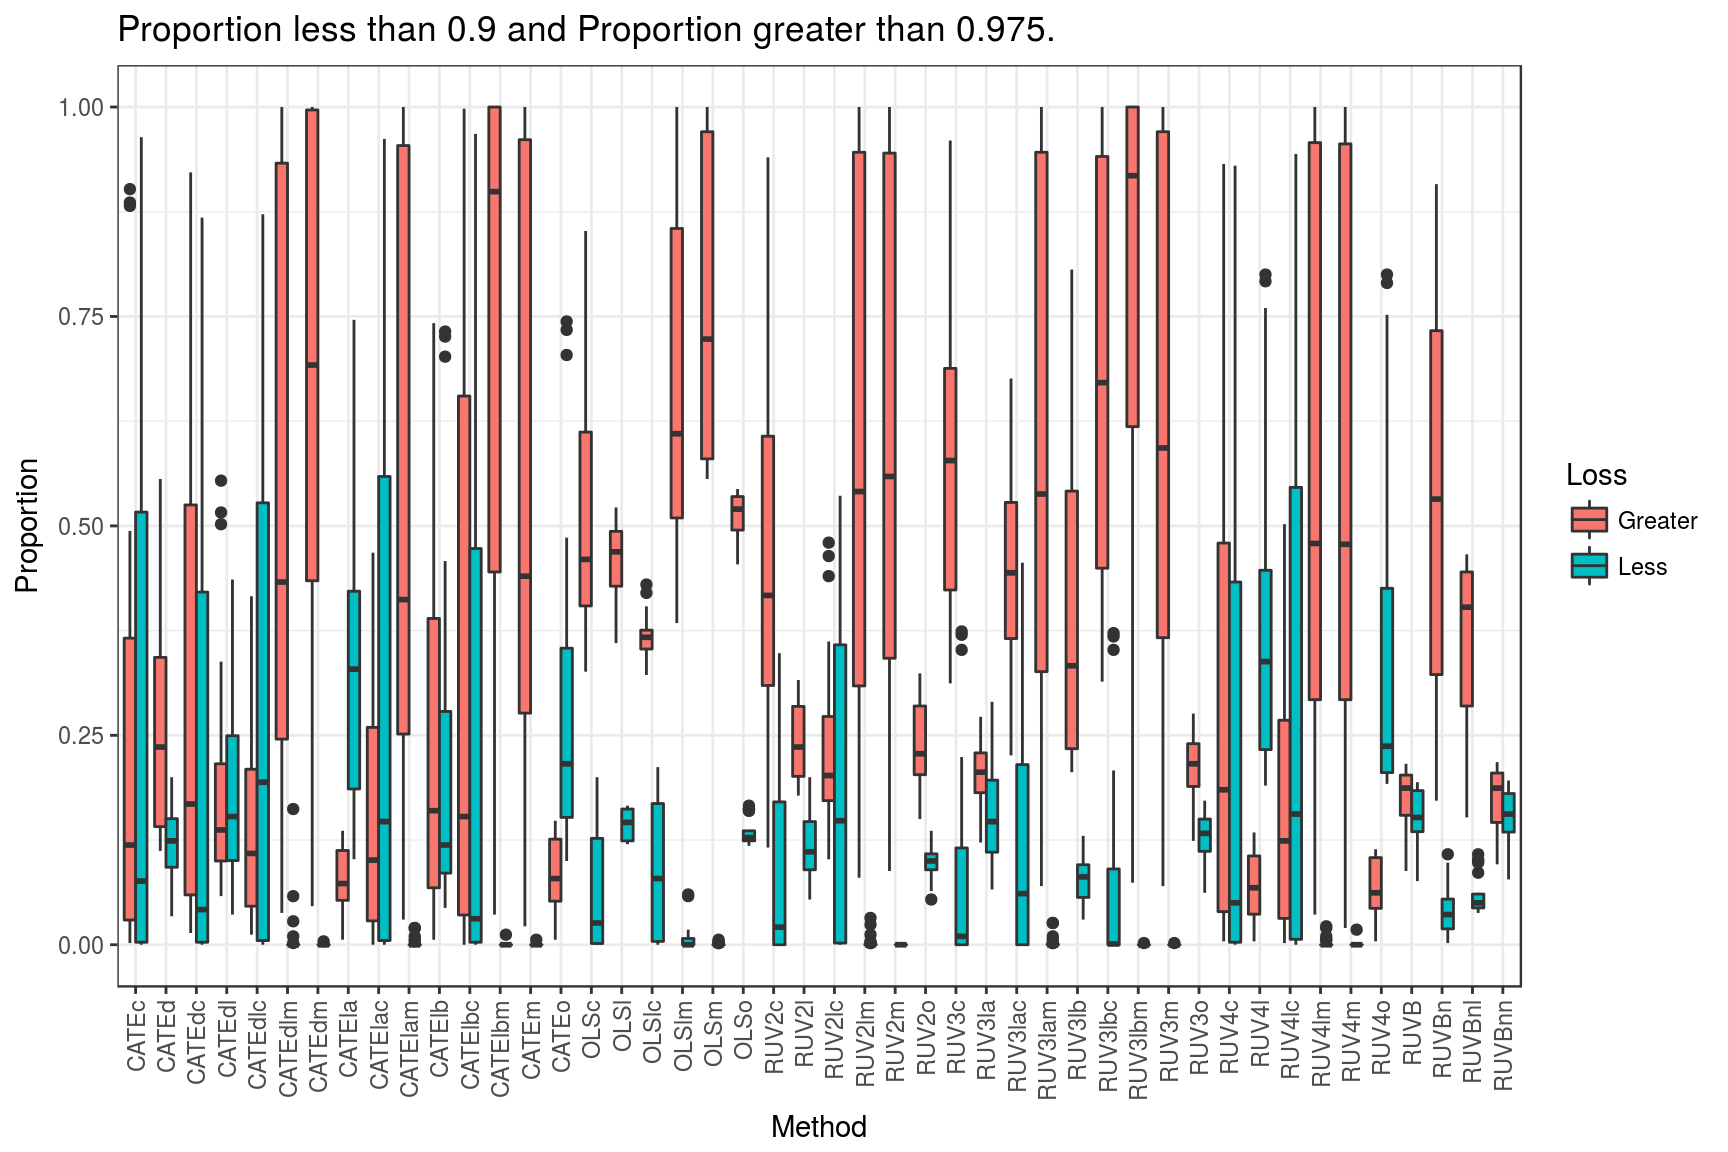 Proportion less than 0.9 and Proportion greater than 0.975.
1.00
0.75
0.50
0.25
0.00
Proportion
CATEc
CATEd
CATEdc
CATEdl
CATEdlc
CATEdlm
CATEdm
CATEla
CATElac
CATElam
CATElb
CATElbc
CATElbm
CATEm
CATEo
OLSc
OLSl
OLSlc
OLSlm
OLSm
OLSo
RUV2c
RUV2l
RUV2lc
RUV2lm
RUV2m
RUV2o
RUV3c
RUV3la
RUV3lac
RUV3lam
RUV3lb
RUV3lbc
RUV3lbm
RUV3m
RUV3o
RUV4c
RUV4l
RUV4lc
RUV4lm
RUV4m
RUV4o
RUVB
RUVBn
RUVBnl
RUVBnn
Method
Loss
Greater
Less